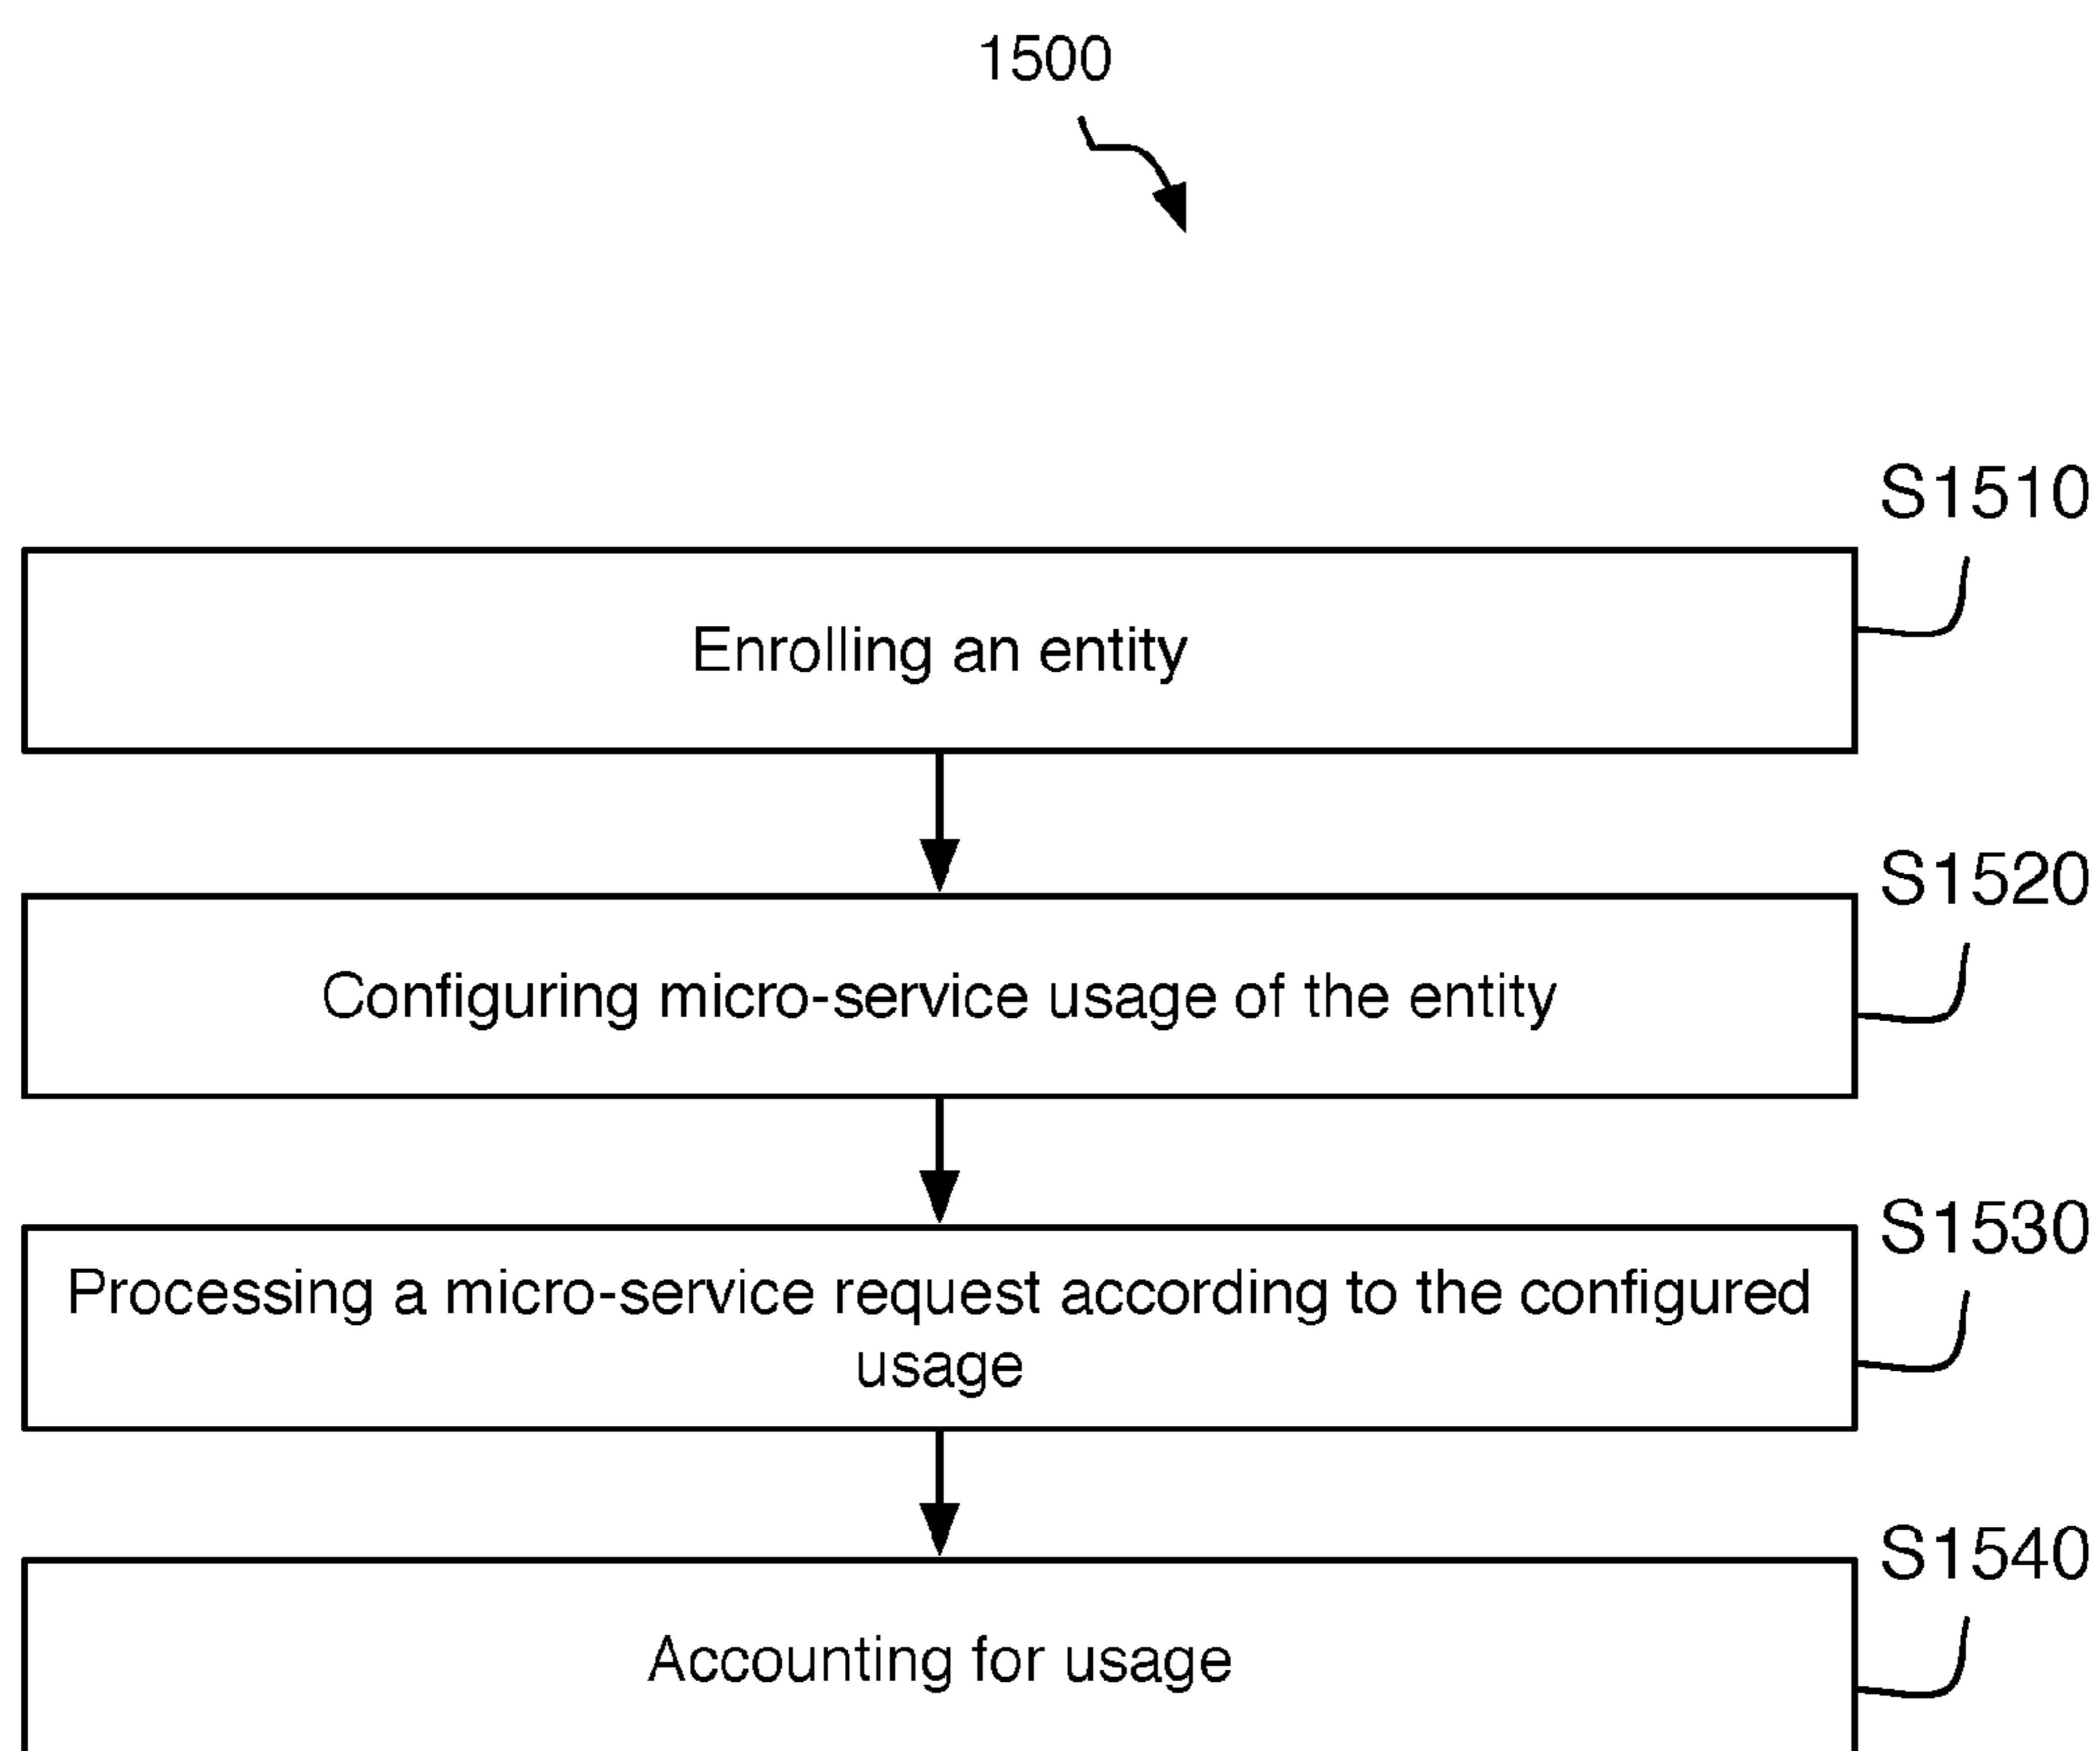 1500
S1510
Enrolling an entity
S1520
Configuring micro-service usage of the entity
S1530
Processing a micro-service request according to the configured
usage
S1540
Accounting for usage